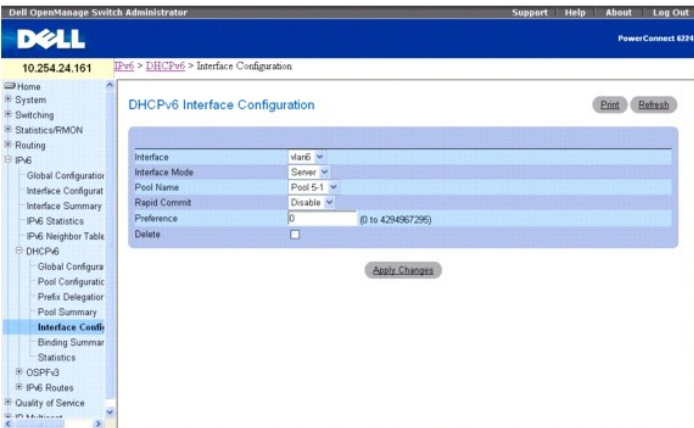 Dell OpenManage Switch Administrator
Support Help About Log Out
DELL
PowerConnect 6224
10.254.24.161
IPv6 > DHCPv6 > Interface Configuration
Home
System
Switching
Statistics/RMON
Routing
IPv6
Global Configuration
Interface Configurat
Interface Summary
IPv6 Statistics
IPv6 Neighbor Table
DHCPv6
Global Configura
Pool Configuratic
Prefix Delegation
Pool Summary
Interface Config
Binding Summar
Statistics
OSPFv3
IPv6 Routes
Quality of Service
IP Multicast
DHCPv6 Interface Configuration
Print Refresh
Interface vlan6
Interface Mode Server
Pool Name Pool 5-1
Rapid Commit Disable
Preference 0 (0 to 4294967295)
Delete
Apply Changes